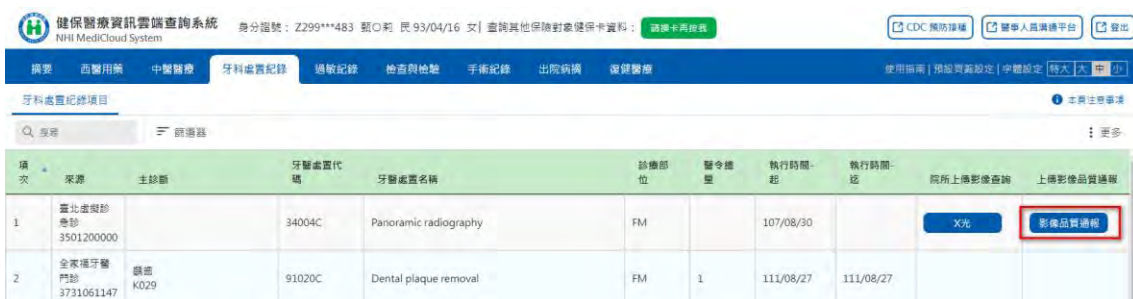 健保醫療資訊雲端查詢系統
NHI MediCloud System
身分證號： Z299***483 甄○莉 民 93/04/16 女| 查詢其他保險對象健保卡資料： 請換卡再按我
CDC 預防接種 醫事人員溝通平台 登出
摘要 西醫用藥 中醫醫療 牙科處置紀錄 過敏紀錄 檢查與檢驗 手術紀錄 出院病摘 復健醫療 使用指南 | 預設頁面設定 | 字體設定 特大 大 中 小
牙科處置紀錄項目 本頁注意事項
搜尋 篩選器 更多
項次 來源 主診斷 牙醫處置代碼 牙醫處置名稱 診療部位 醫令總量 執行時間-起 執行時間-迄 院所上傳影像查詢 上傳影像品質通報
1 臺北虛擬診 34004C Panoramic radiography FM 107/08/30 X光 影像品質通報
急診
3501200000
2 全家福牙醫 齲齒 91020C Dental plaque removal FM 1 111/08/27 111/08/27
門診 K029
3731061147